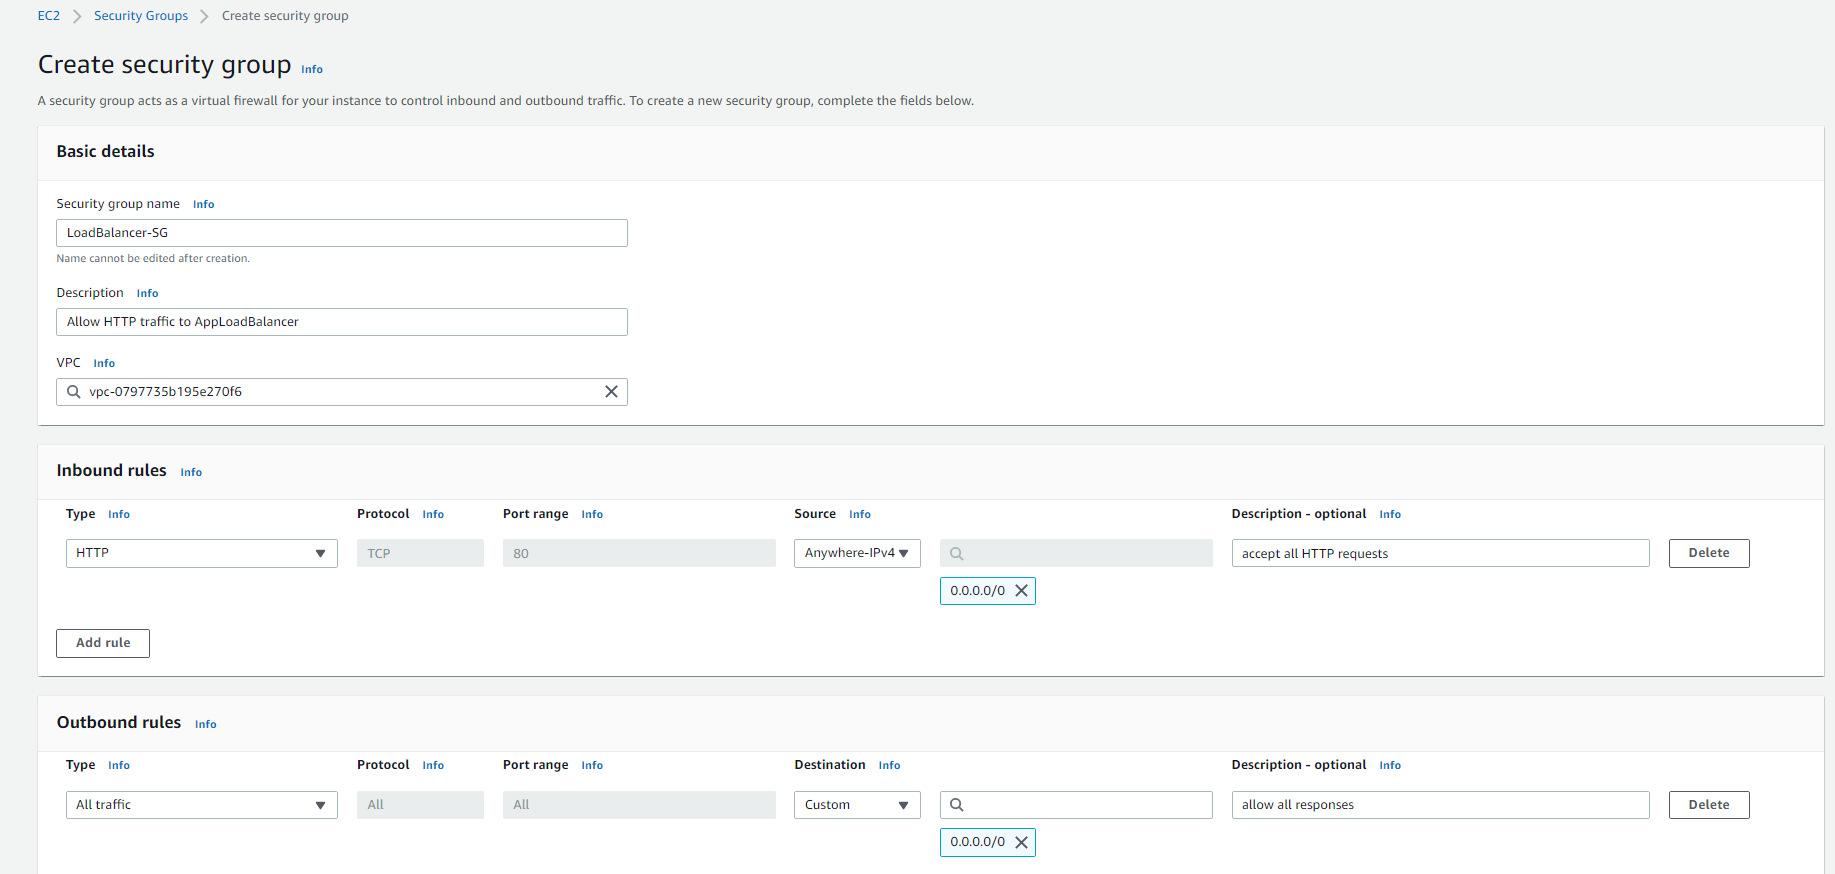 EC2 > Security Groups > Create security group
Create security group Info
A security group acts as a virtual firewall for your instance to control inbound and outbound traffic. To create a new security group, complete the fields below.
Basic details
Security group name Info
LoadBalancer-SG
Name cannot be edited after creation.
Description Info
Allow HTTP traffic to AppLoadBalancer
VPC Info
vpc-0797735b195e270f6
Inbound rules Info
Type Info Protocol Info Port range Info Source Info Description - optional Info
HTTP TCP 80 Anywhere-IPv4 accept all HTTP requests Delete
0.0.0.0/0
Add rule
Outbound rules Info
Type Info Protocol Info Port range Info Destination Info Description - optional Info
All traffic All All Custom allow all responses Delete
0.0.0.0/0